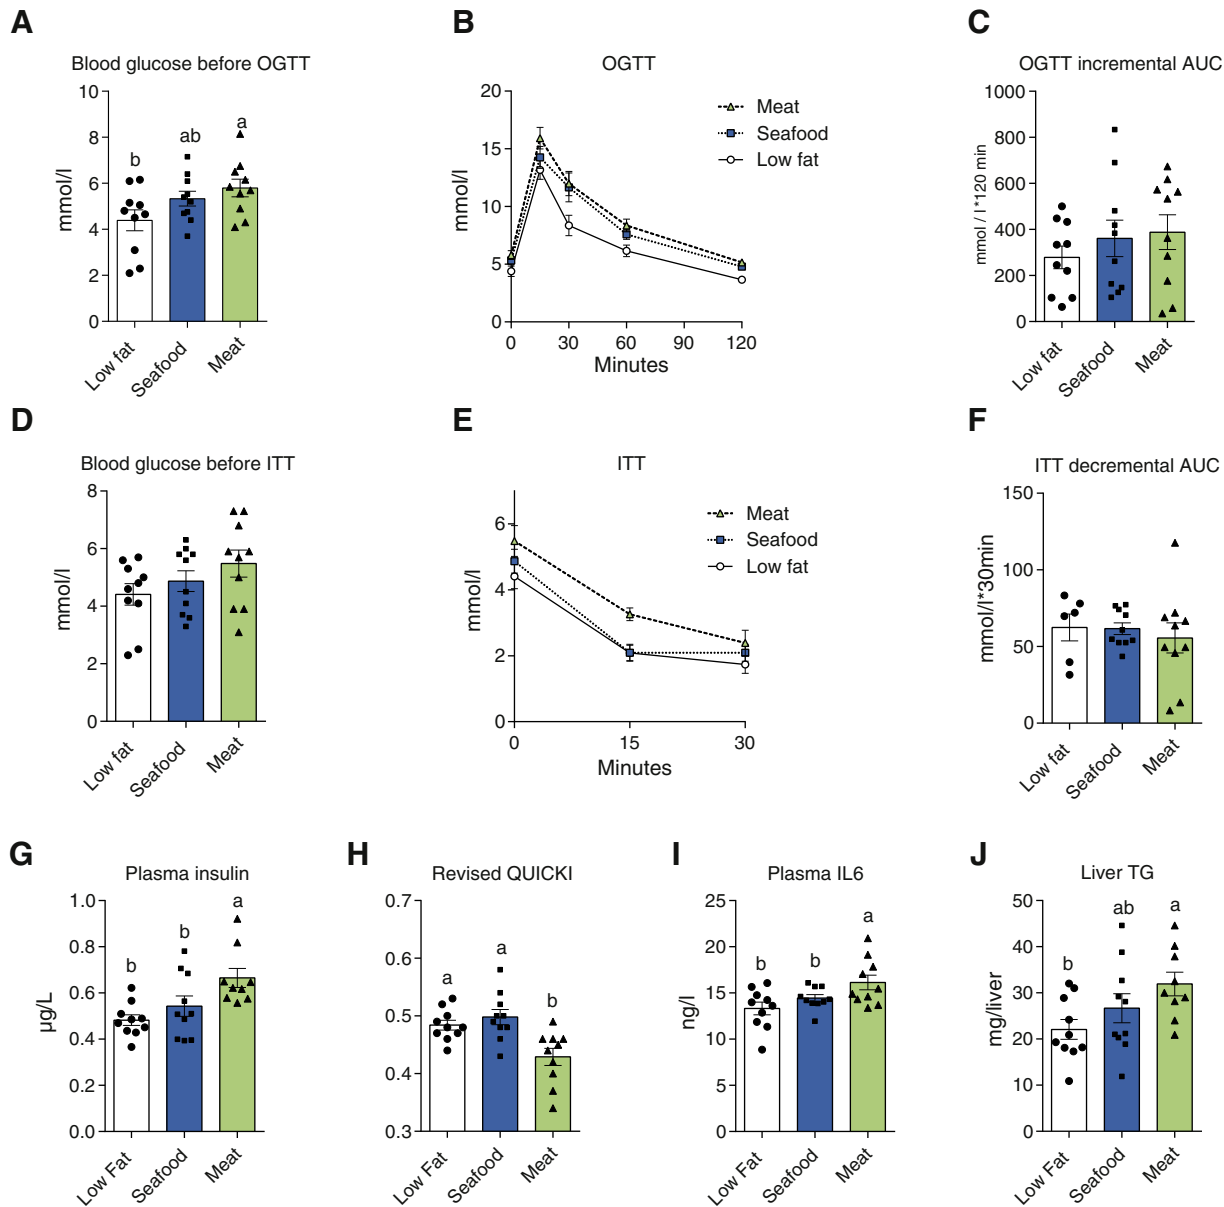 A
Blood glucose before OGTT
10
8
6
4
2
0
mmol/l
b
ab
a
Low fat
Seafood
Meat
B
OGTT
20
15
10
5
0
mmol/l
Meat
Seafood
Low fat
0
30
60
90
120
Minutes
C
OGTT incremental AUC
1000
800
600
400
200
0
mmol / l *120 min
Low fat
Seafood
Meat
D
Blood glucose before ITT
8
6
4
2
0
mmol/l
Low fat
Seafood
Meat
E
ITT
6
4
2
0
mmol/l
Meat
Seafood
Low fat
0
15
30
Minutes
F
ITT decremental AUC
150
100
50
0
mmol/l*30min
Low fat
Seafood
Meat
G
Plasma insulin
1.0
0.8
0.6
0.4
0.2
0.0
µg/L
b
b
a
Low Fat
Seafood
Meat
H
Revised QUICKI
0.7
0.6
0.5
0.4
0.3
a
a
b
Low Fat
Seafood
Meat
I
Plasma IL6
25
20
15
10
5
0
ng/l
b
b
a
Low Fat
Seafood
Meat
J
Liver TG
50
40
30
20
10
0
mg/liver
b
ab
a
Low Fat
Seafood
Meat